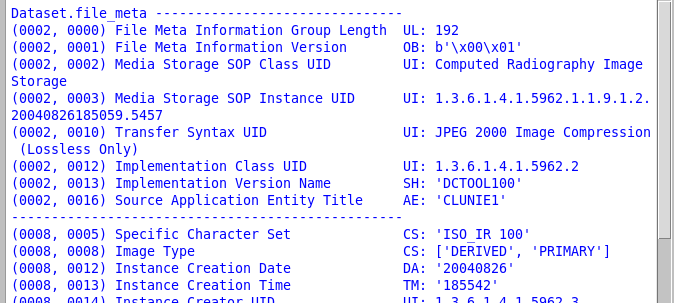 Dataset.file_meta -------------------------------
(0002, 0000) File Meta Information Group Length  UL: 192
(0002, 0001) File Meta Information Version       OB: b'\x00\x01'
(0002, 0002) Media Storage SOP Class UID         UI: Computed Radiography Image
Storage
(0002, 0003) Media Storage SOP Instance UID      UI: 1.3.6.1.4.1.5962.1.1.9.1.2.
20040826185059.5457
(0002, 0010) Transfer Syntax UID                 UI: JPEG 2000 Image Compression
 (Lossless Only)
(0002, 0012) Implementation Class UID            UI: 1.3.6.1.4.1.5962.2
(0002, 0013) Implementation Version Name         SH: 'DCTOOL100'
(0002, 0016) Source Application Entity Title     AE: 'CLUNIE1'
-------------------------------------------------
(0008, 0005) Specific Character Set              CS: 'ISO_IR 100'
(0008, 0008) Image Type                          CS: ['DERIVED', 'PRIMARY']
(0008, 0012) Instance Creation Date              DA: '20040826'
(0008, 0013) Instance Creation Time              TM: '185542'
(0008, 0014) Instance Creator UID                UI: 1.3.6.1.4.1.5962.3